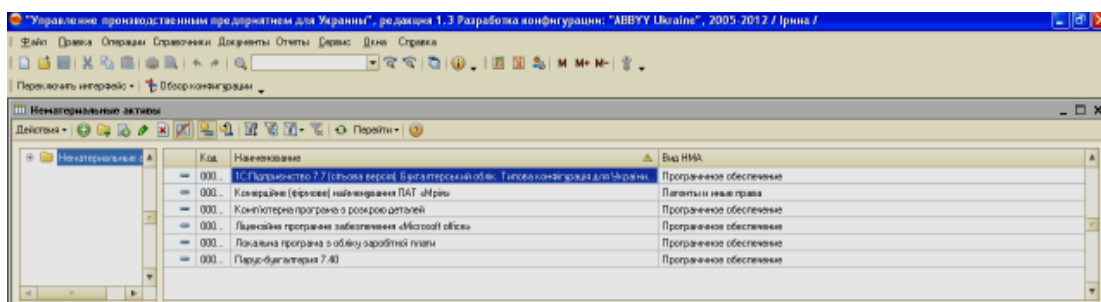 "Управление производственным предприятием для Украины", редакция 1.3 Разработка конфигурации: "ABBYY Ukraine", 2005-2012 / Ірина /
Файл Правка Операции Справочники Документы Отчеты Сервис Окна Справка
M M+ M-
Переключить интерфейс Обзор конфигурации
Нематериальные активы
Действия Перейти
Нематериальные а Код Наименование Вид НМА
000... 1С:Підприємство 7.7 (сітьова версія). Бухгалтерський облік. Типова конфігурація для України... Программное обеспечение
000... Комерційне (фірмове) найменування ПАТ «Мрія» Патенты и иные права
000... Комп'ютерна програма з розкрою деталей Программное обеспечение
000... Ліцензійне програмне забезпечення «Microsoft office» Программное обеспечение
000... Локальна програма з обліку заробітної плати Программное обеспечение
000... Парус-бухгалтерия 7.40 Программное обеспечение